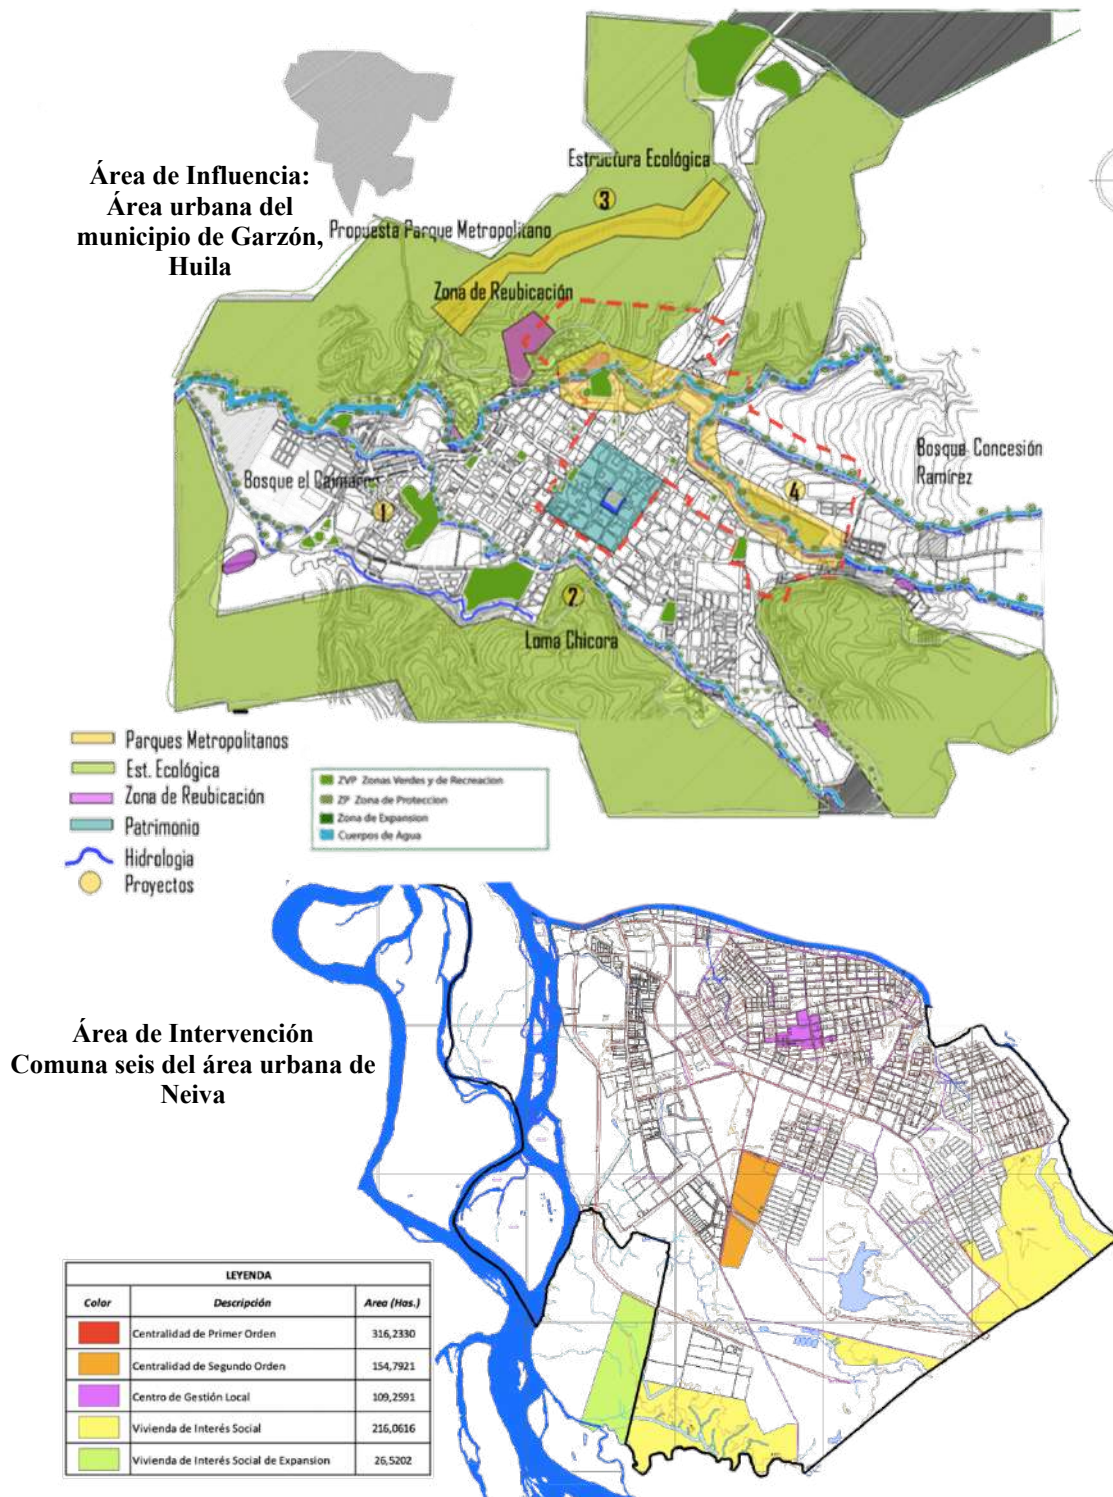 Estructura Ecológica
Área de Influencia:
Área urbana del
municipio de Garzón,
Huila
3
Propuesta Parque Metropolitano
Zona de Reubicación
Bosque Concesión
Ramírez
Bosque el Caimaron
4
1
2
Loma Chicora
Parques Metropolitanos
Est. Ecológica
Zona de Reubicación
Patrimonio
Hidrologia
Proyectos
ZVP Zonas Verdes y de Recreacion
ZP Zona de Proteccion
Zona de Expansion
Cuerpos de Agua
Área de Intervención
Comuna seis del área urbana de
Neiva
LEYENDA
Color Descripción Area (Has.)
Centralidad de Primer Orden 316,2330
Centralidad de Segundo Orden 154,7921
Centro de Gestión Local 109,2591
Vivienda de Interés Social 216,0616
Vivienda de Interés Social de Expansion 26,5202